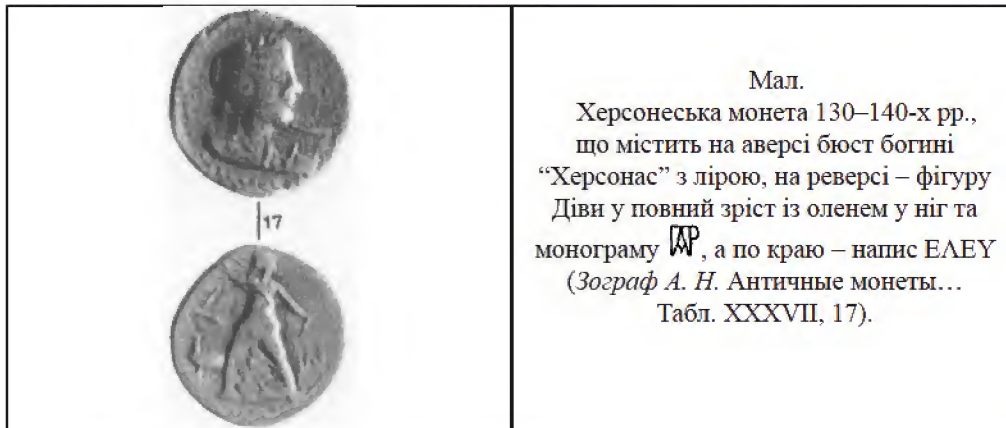 17
Мал.
Херсонеська монета 130–140-х рр.,
що містить на аверсі бюст богині
“Херсонас” з лірою, на реверсі – фігуру
Діви у повний зріст із оленем у ніг та
монограму , а по краю – напис ΕΛΕΥ
(Зограф А. Н. Античные монеты…
Табл. XXXVII, 17).